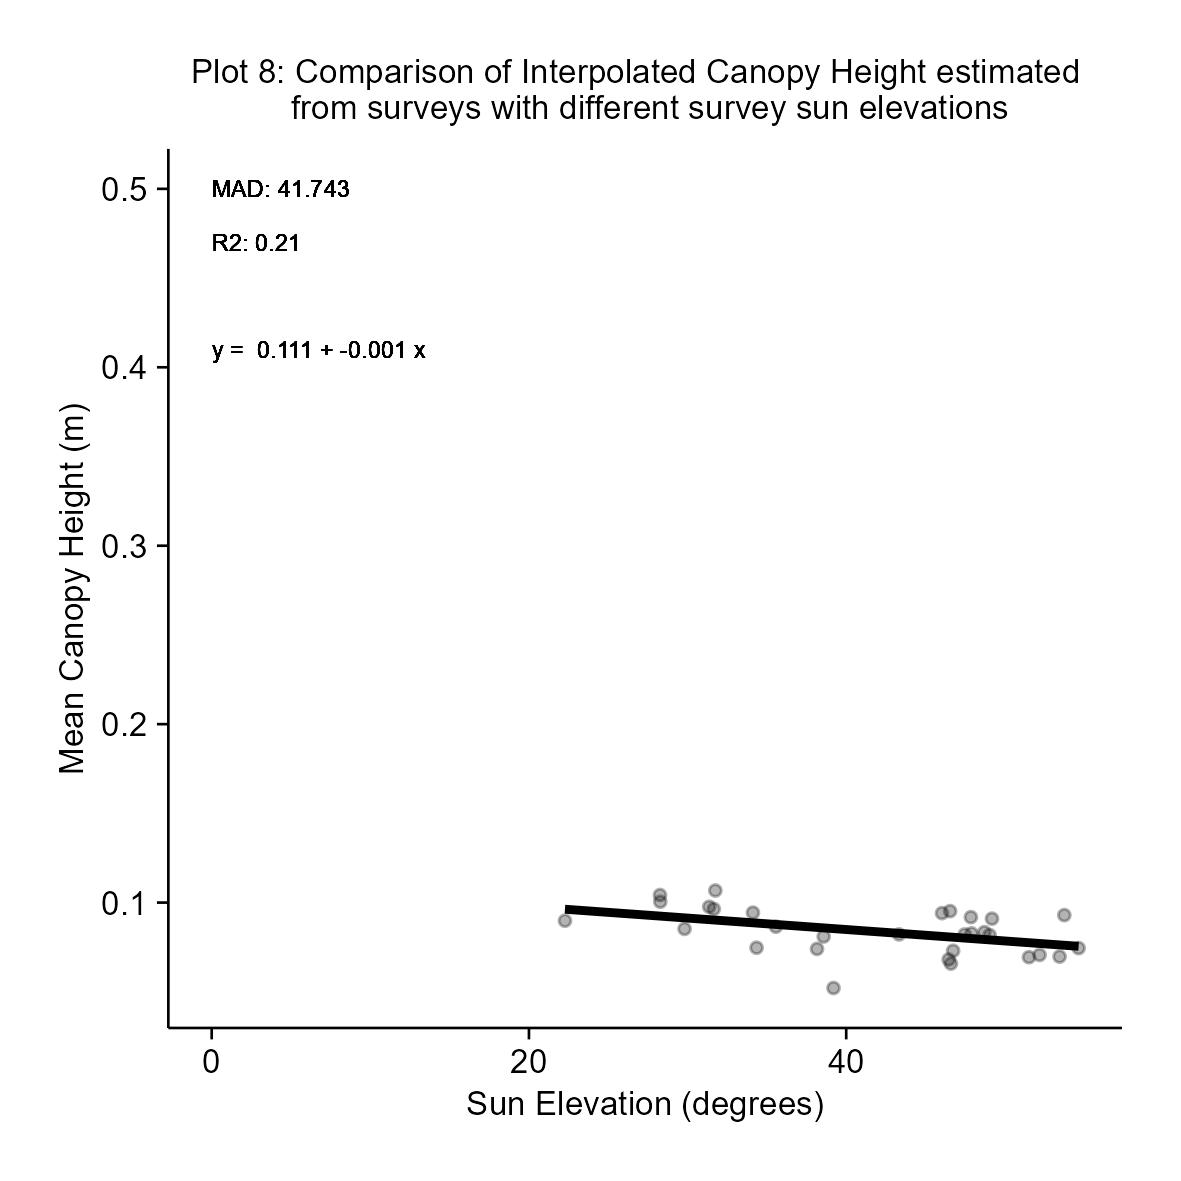 Plot 8: Comparison of Interpolated Canopy Height estimated
from surveys with different survey sun elevations
MAD: 41.743
R2: 0.21
y =  0.111 + -0.001 x
0.5
0.4
0.3
0.2
0.1
Mean Canopy Height (m)
0
20
40
Sun Elevation (degrees)